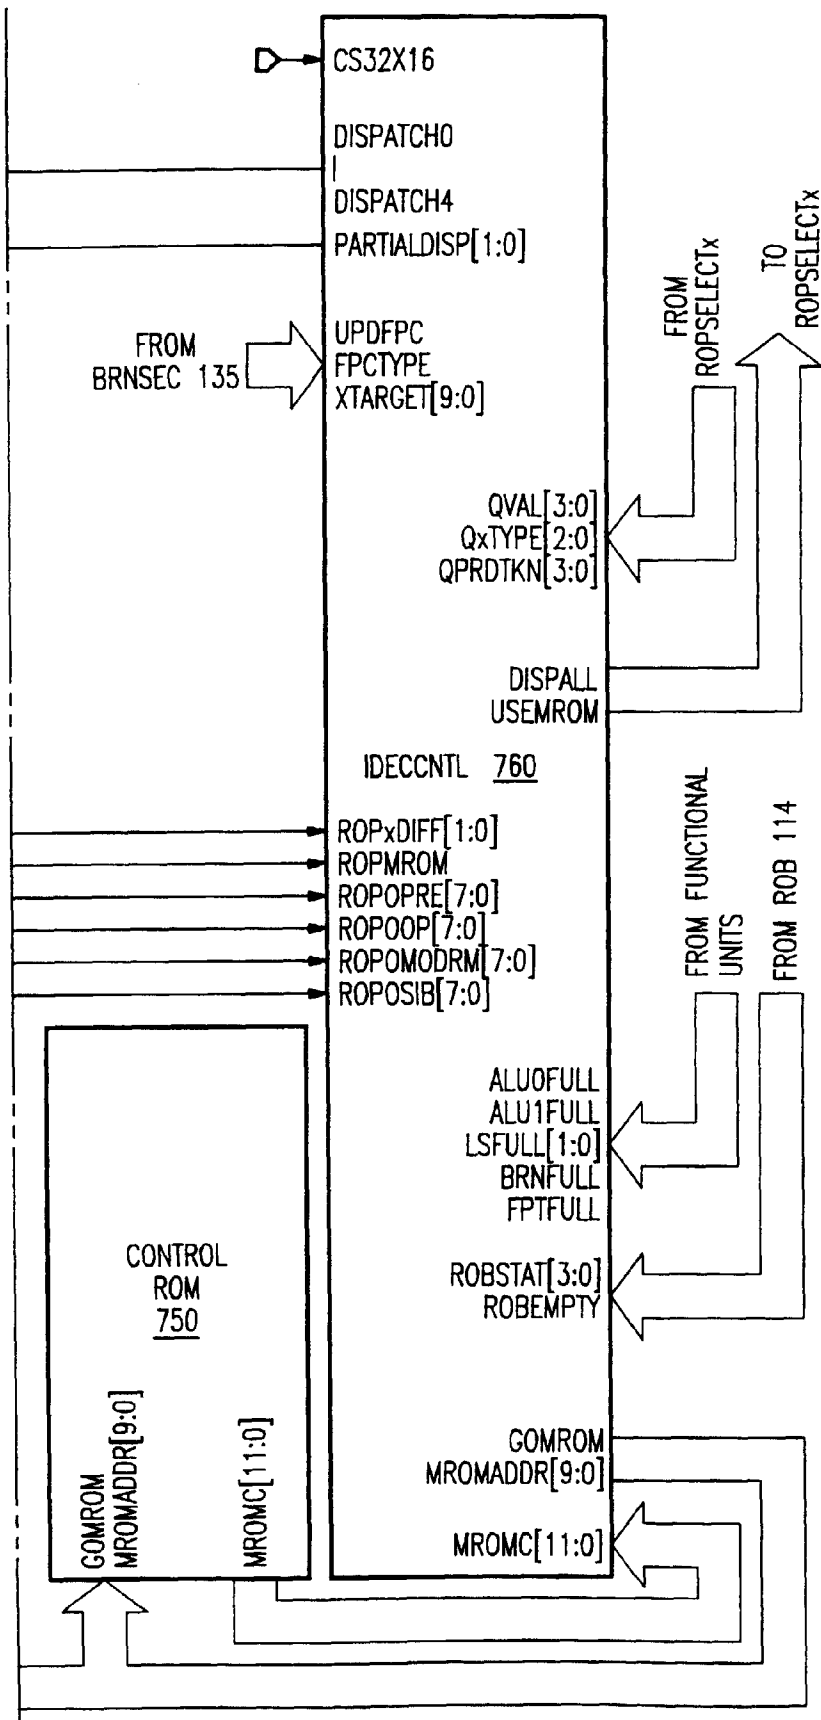 CS32X16
DISPATCH0
|
DISPATCH4
PARTIALDISP[1:0]
FROM
BRNSEC 135
UPDFPC
FPCTYPE
XTARGET[9:0]
FROM
ROPSELECTx
TO
ROPSELECTx
QVAL[3:0]
QxTYPE[2:0]
QPRDTKN[3:0]
DISPALL
USEMROM
IDECCNTL 760
ROPxDIFF[1:0]
ROPMROM
ROPOPRE[7:0]
ROPOOP[7:0]
ROPOMODRM[7:0]
ROPOSIB[7:0]
FROM FUNCTIONAL
UNITS
FROM ROB 114
ALU0FULL
ALU1FULL
LSFULL[1:0]
BRNFULL
FPTFULL
ROBSTAT[3:0]
ROBEMPTY
CONTROL
ROM
750
GOMROM
MROMADDR[9:0]
MROMC[11:0]
GOMROM
MROMADDR[9:0]
MROMC[11:0]